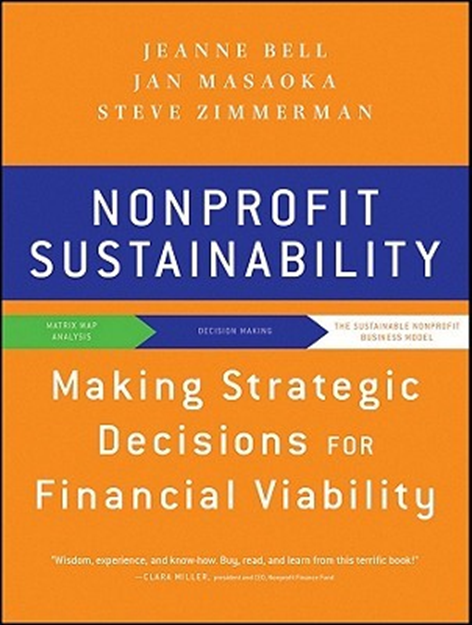 JEANNE BELL
JAN MASAOKA
STEVE ZIMMERMAN
NONPROFIT
SUSTAINABILITY
MATRIX MAP
ANALYSIS
DECISION MAKING
THE SUSTAINABLE NONPROFIT
BUSINESS MODEL
Making Strategic
Decisions FOR
Financial Viability
"Wisdom, experience, and know-how. Buy, read, and learn from this terrific book!"
—CLARA MILLER, president and CEO, Nonprofit Finance Fund